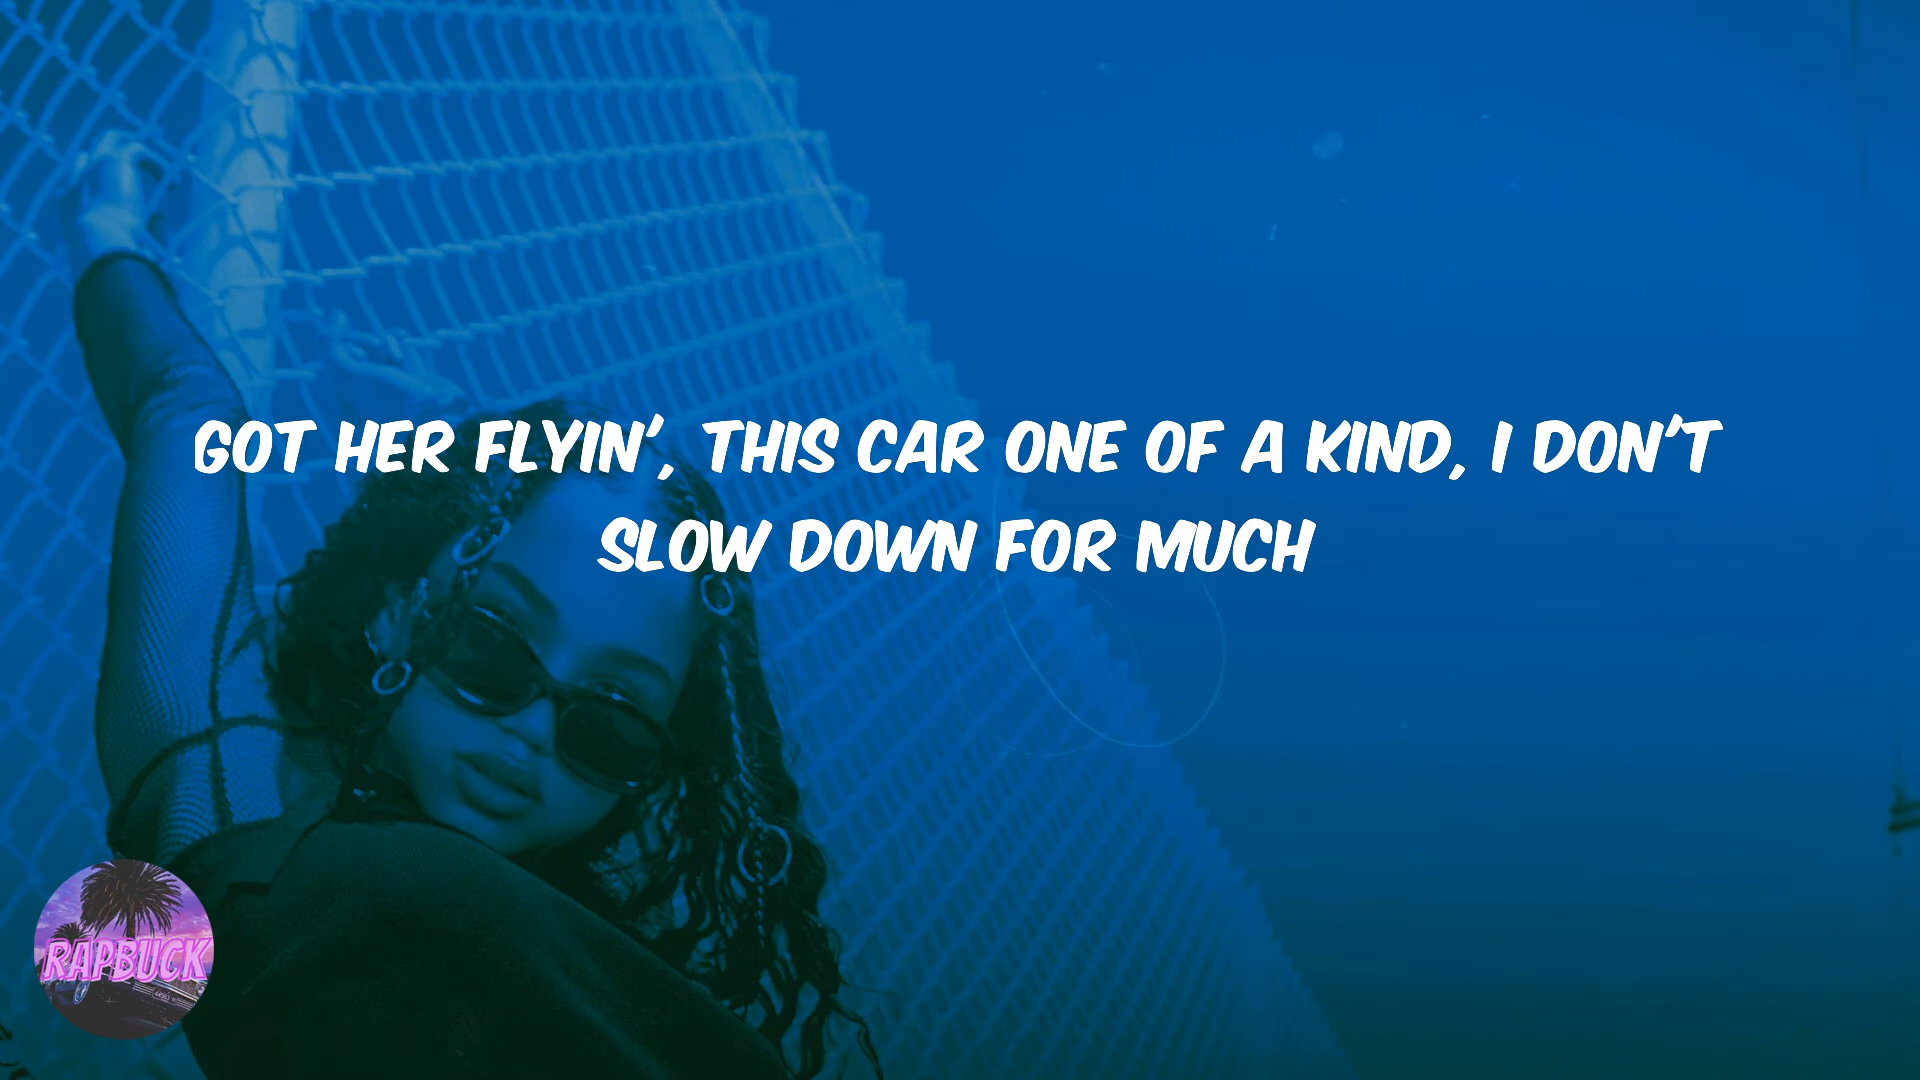 GOT HER FLYIN', THIS CAR ONE OF A KIND, I DON'T
SLOW DOWN FOR MUCH
RAPBUCK